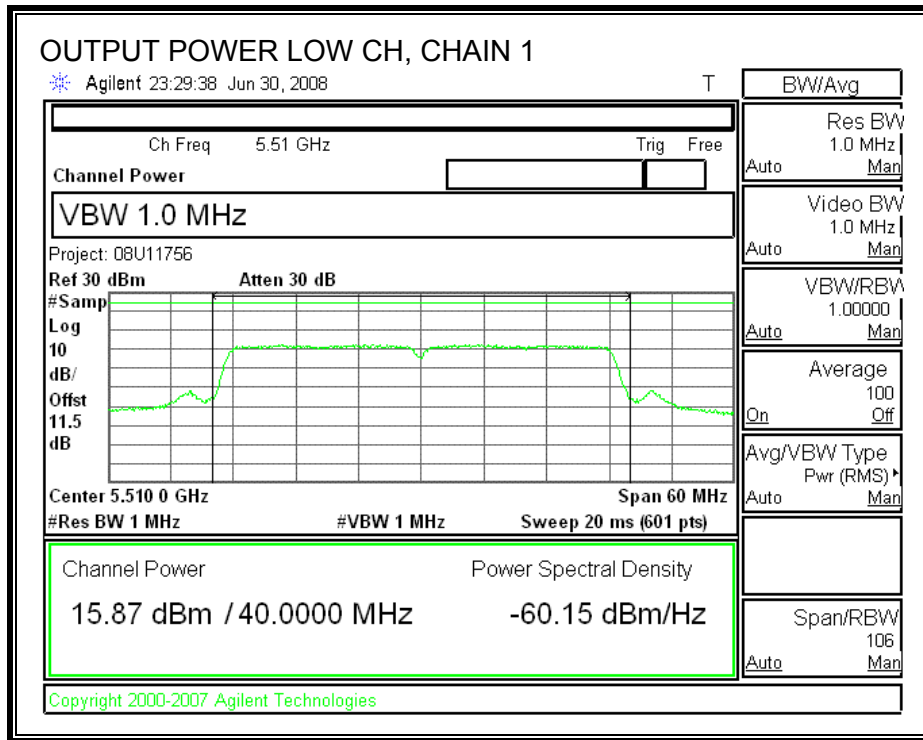 OUTPUT POWER LOW CH, CHAIN 1
Agilent 23:29:38 Jun 30, 2008 T
BW/Avg
Ch Freq 5.51 GHz Trig Free
Channel Power
VBW 1.0 MHz
Project: 08U11756
Ref 30 dBm Atten 30 dB
#Samp
Log
10
dB/
Offst
11.5
dB
Center 5.510 0 GHz Span 60 MHz
#Res BW 1 MHz #VBW 1 MHz Sweep 20 ms (601 pts)
Channel Power Power Spectral Density
15.87 dBm / 40.0000 MHz -60.15 dBm/Hz
Res BW
1.0 MHz
Auto Man
Video BW
1.0 MHz
Auto Man
VBW/RBW
1.00000
Auto Man
Average
100
On Off
Avg/VBW Type
Pwr (RMS)
Auto Man
Span/RBW
106
Auto Man
Copyright 2000-2007 Agilent Technologies